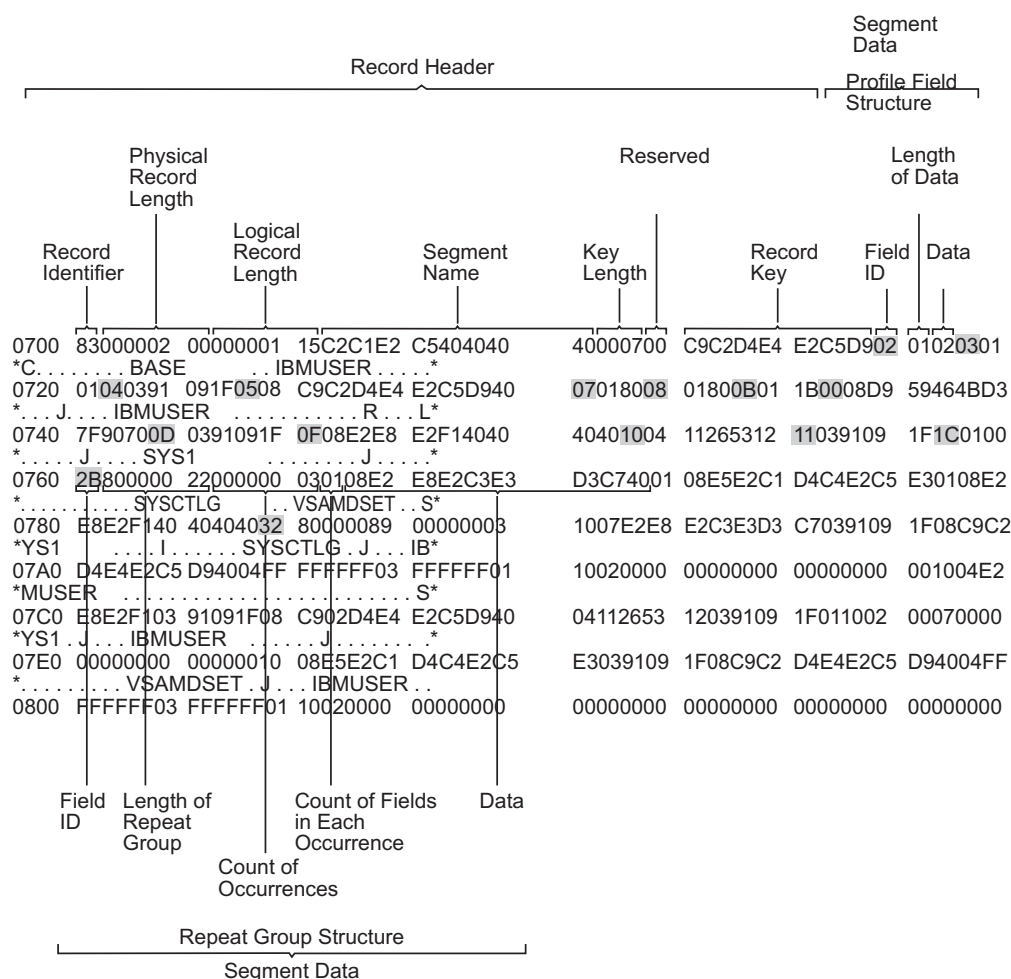 Segment
Data
Record Header
Profile Field
Structure
Physical
Record
Length
Reserved
Length
of Data
Record
Identifier
Logical
Record
Length
Segment
Name
Key
Length
Record
Key
Field
ID
Data
0700 83000002 00000001 15C2C1E2 C5404040 40000700 C9C2D4E4 E2C5D902 01020301
*C. . . . . . . . BASE . . . IBMUSER. . . . .*
0720 01040391 091F0508 C9C2D4E4 E2C5D940 07018008 01800B01 1B0008D9 59464BD3
*. . . J. . . . IBMUSER . . . . . . . . . . . R . . . L*
0740 7F90700D 0391091F 0F08E2E8 E2F14040 40401004 11265312 11039109 1F1C0100
*. . . . . . J . . . . SYS1 . . . . . . . . J . . . . . .*
0760 2B800000 22000000 030108E2 E8E2C3E3 D3C74001 08E5E2C1 D4C4E2C5 E30108E2
*. . . . . . . . . . . SYSCTLG . . VSAMDSET . . S*
0780 E8E2F140 40404032 80000089 00000003 1007E2E8 E2C3E3D3 C7039109 1F08C9C2
*YS1 . . . . I . . . . . . SYSCTLG . J . . . IB*
07A0 D4E4E2C5 D94004FF FFFFFF03 FFFFFF01 10020000 00000000 00000000 001004E2
*MUSER . . . . . . . . . . . . . . . . . . . . . . . S*
07C0 E8E2F103 91091F08 C902D4E4 E2C5D940 04112653 12039109 1F011002 00070000
*YS1 . J . . . IBMUSER . . . . . . J . . . . . . . *
07E0 00000000 00000010 08E5E2C1 D4C4E2C5 E3039109 1F08C9C2 D4E4E2C5 D94004FF
*. . . . . . . . . VSAMDSET . J . . . IBMUSER . .
0800 FFFFFF03 FFFFFF01 10020000 00000000 00000000 00000000 00000000 00000000
Field
ID
Length of
Repeat
Group
Count of Fields
in Each
Occurrence
Data
Count of
Occurrences
Repeat Group Structure
Segment Data